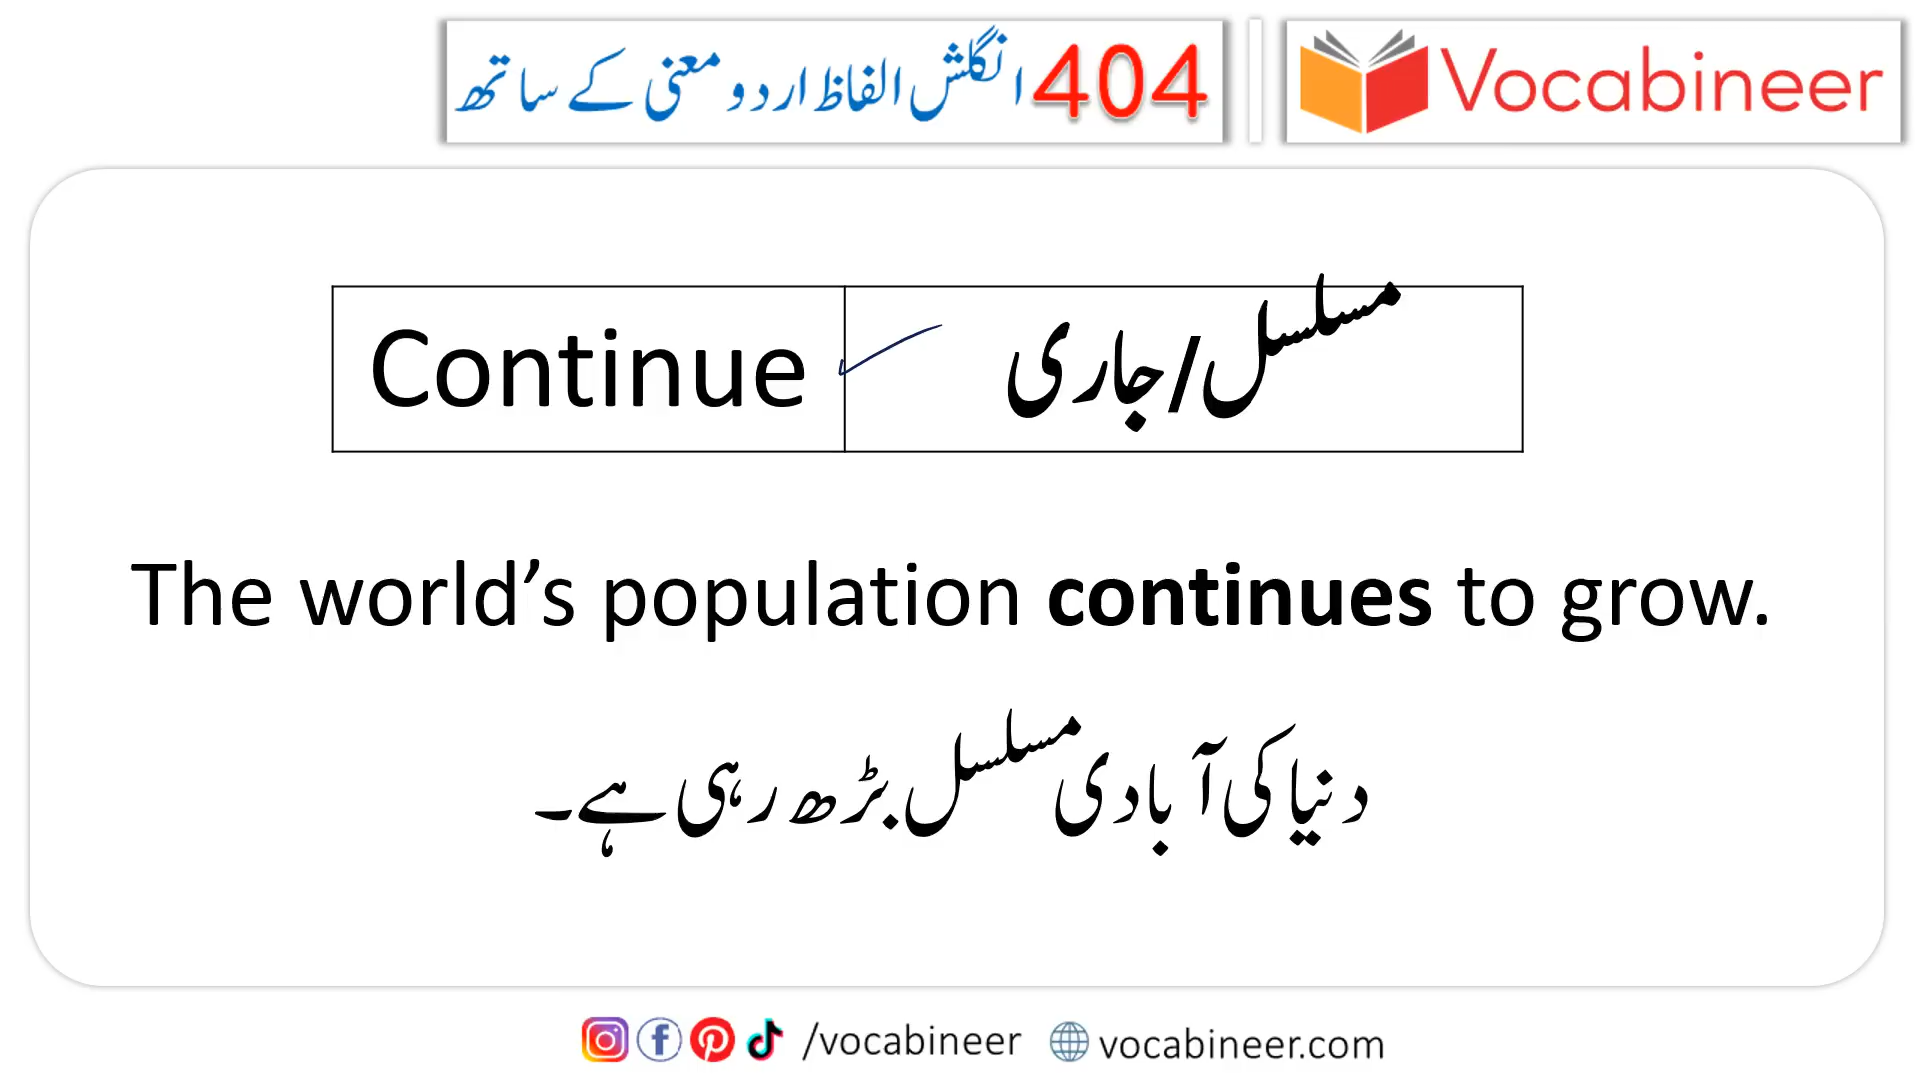 404 انگلش الفاظ اردو معنی کے ساتھ
Vocabineer
Continue
مسلسل/جاری
The world’s population continues to grow.
دنیا کی آبادی مسلسل بڑھ رہی ہے۔
/vocabineer vocabineer.com